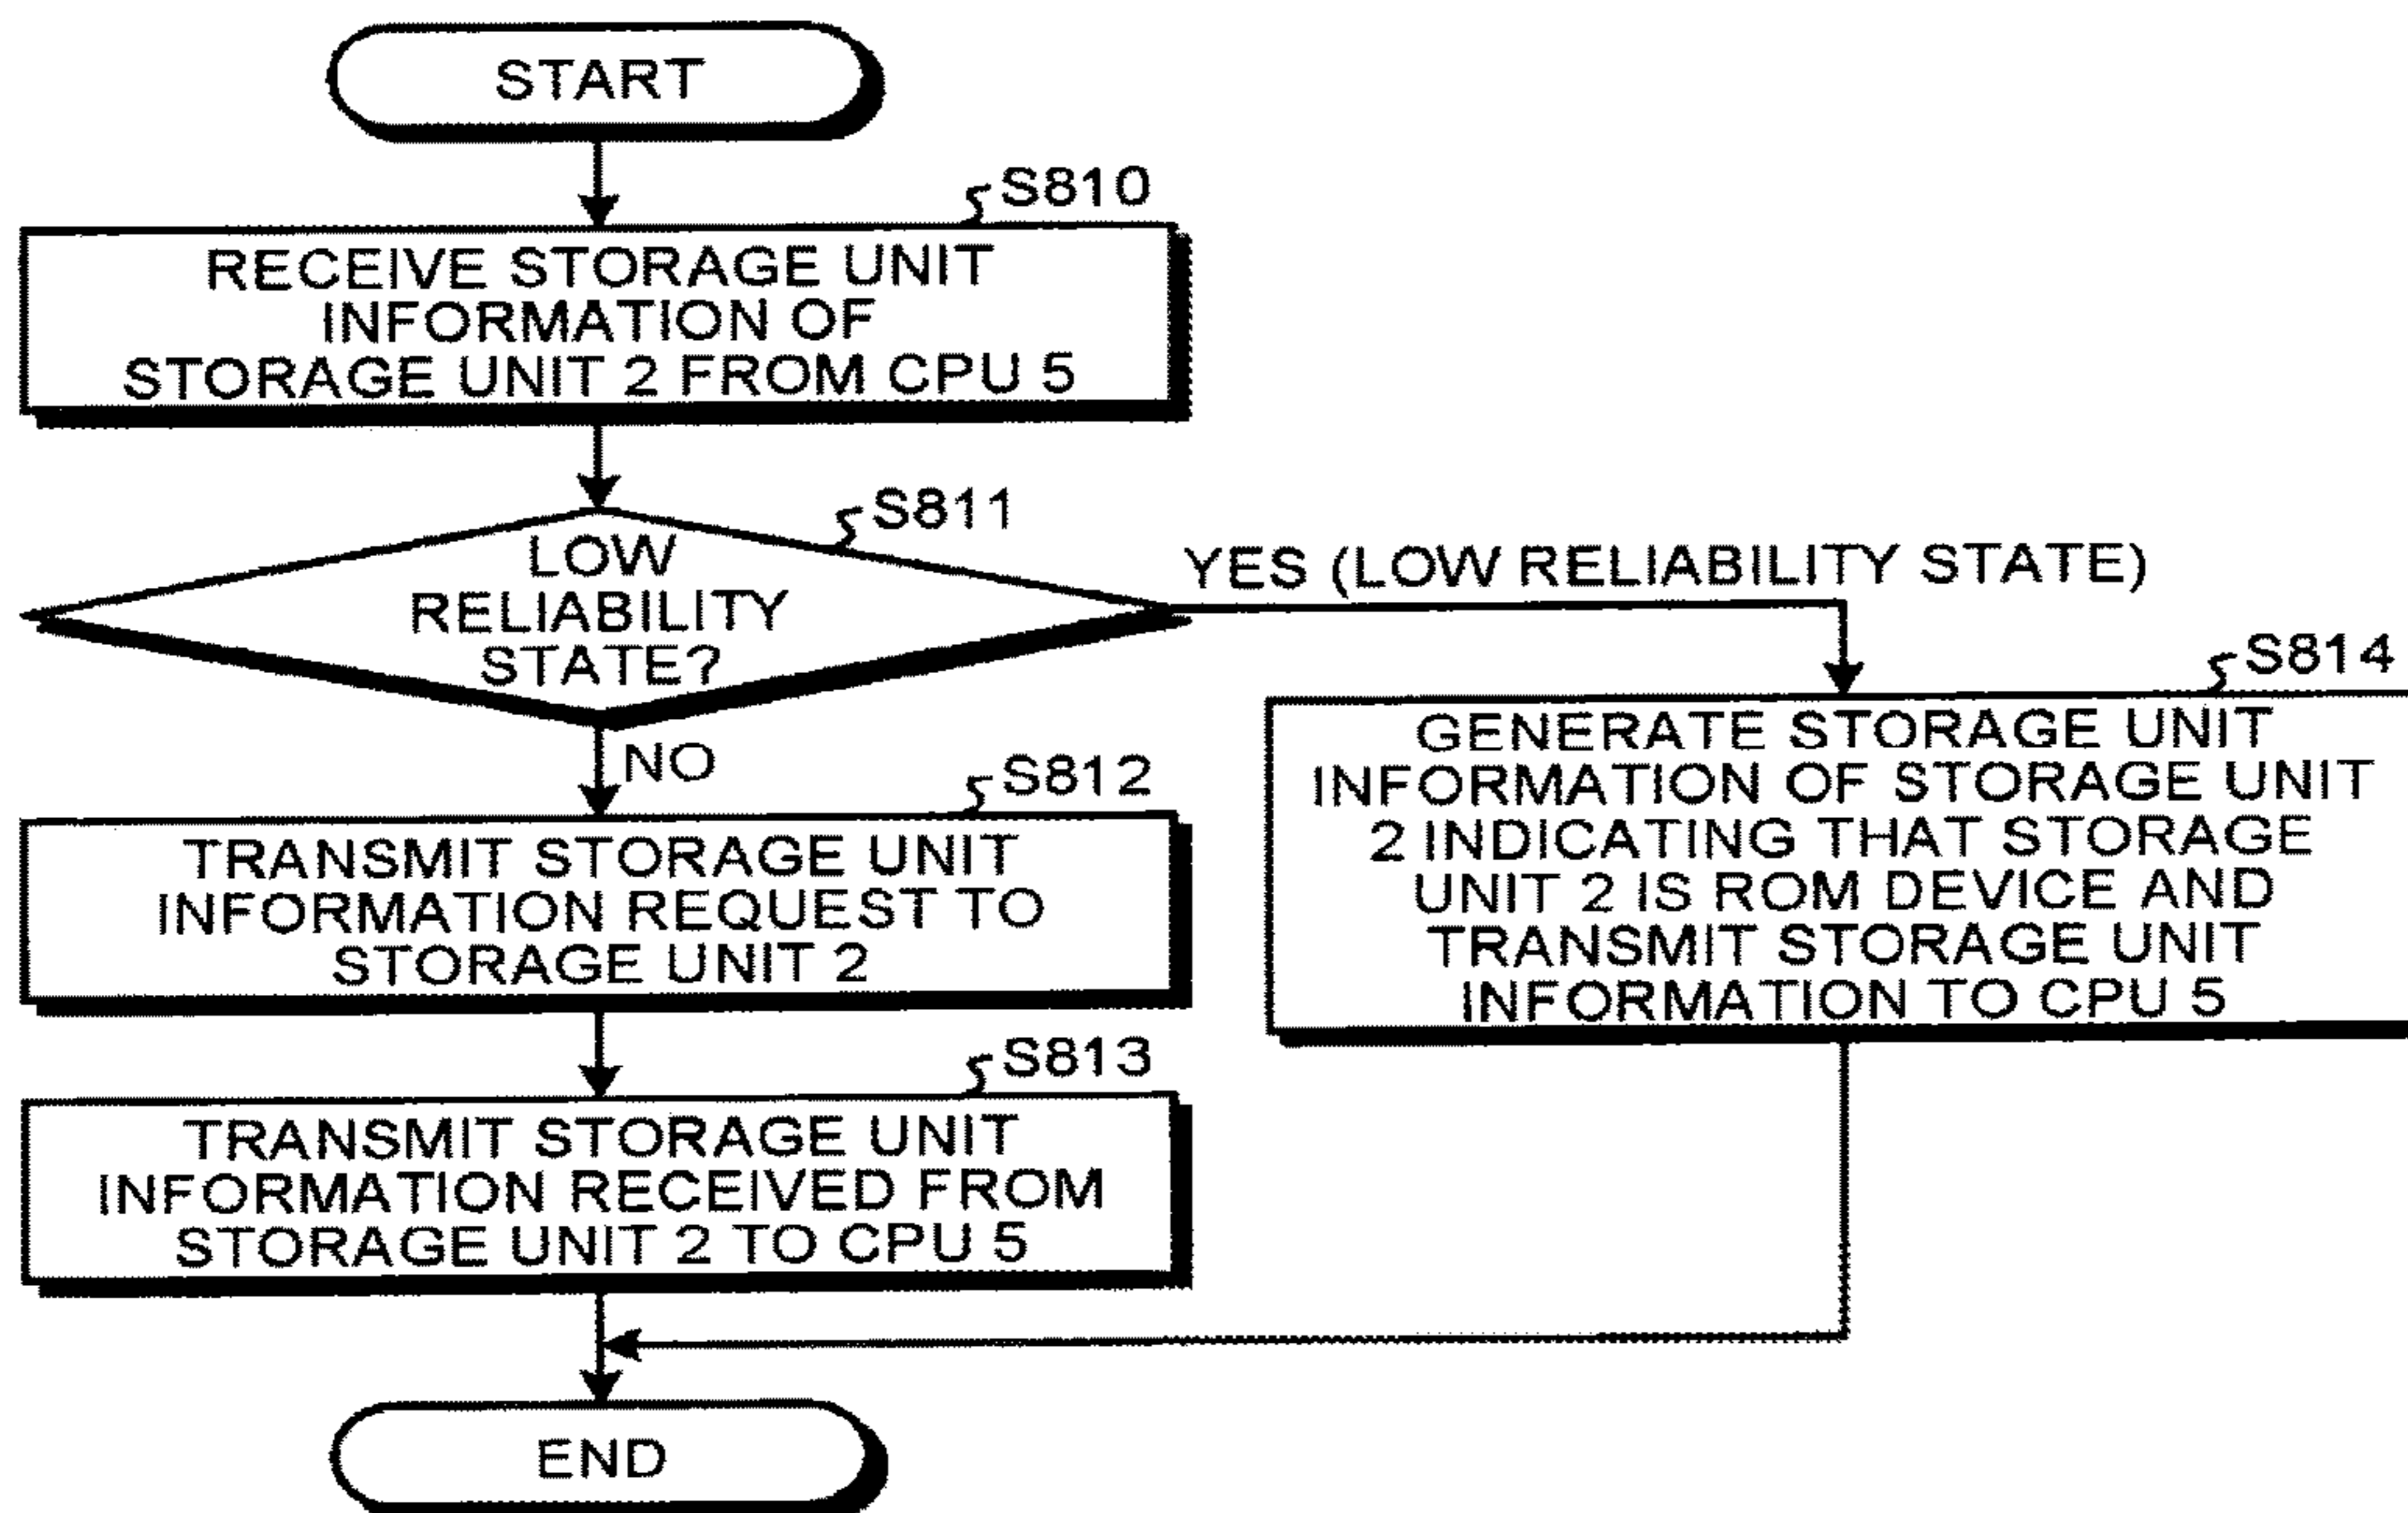 START
S810
RECEIVE STORAGE UNIT
INFORMATION OF
STORAGE UNIT 2 FROM CPU 5
S811
LOW
RELIABILITY
STATE?
YES (LOW RELIABILITY STATE)
NO
S812
TRANSMIT STORAGE UNIT
INFORMATION REQUEST TO
STORAGE UNIT 2
S813
TRANSMIT STORAGE UNIT
INFORMATION RECEIVED FROM
STORAGE UNIT 2 TO CPU 5
S814
GENERATE STORAGE UNIT
INFORMATION OF STORAGE UNIT
2 INDICATING THAT STORAGE
UNIT 2 IS ROM DEVICE AND
TRANSMIT STORAGE UNIT
INFORMATION TO CPU 5
END